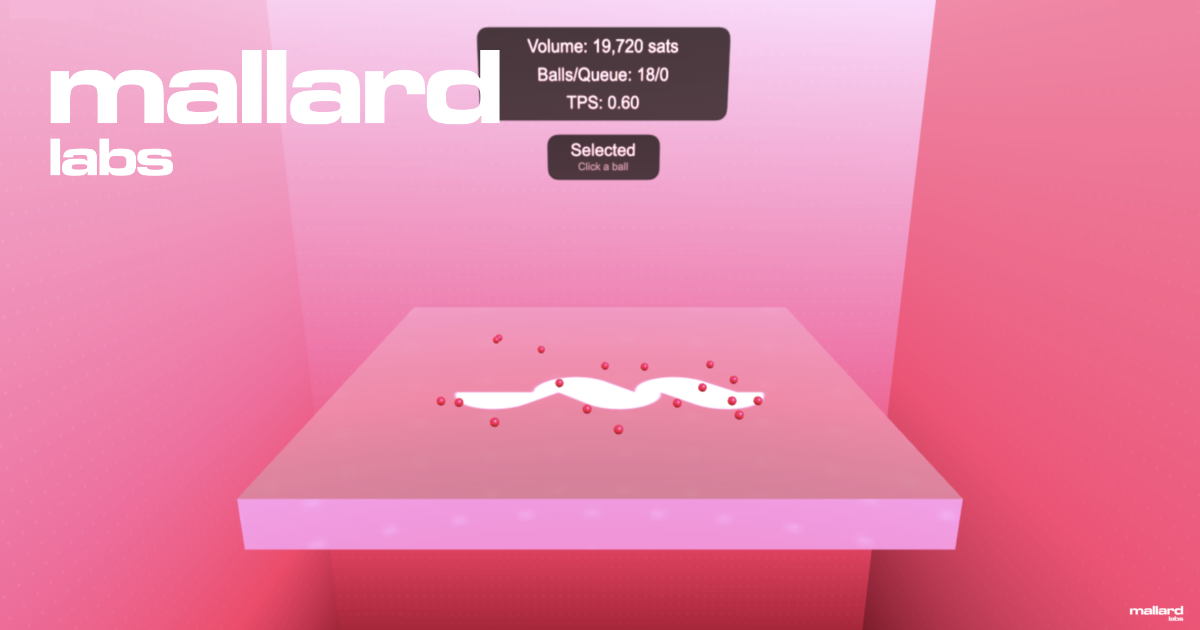 mallard
labs
Volume: 19,720 sats
Balls/Queue: 18/0
TPS: 0.60
Selected
Click a ball
mallard
labs